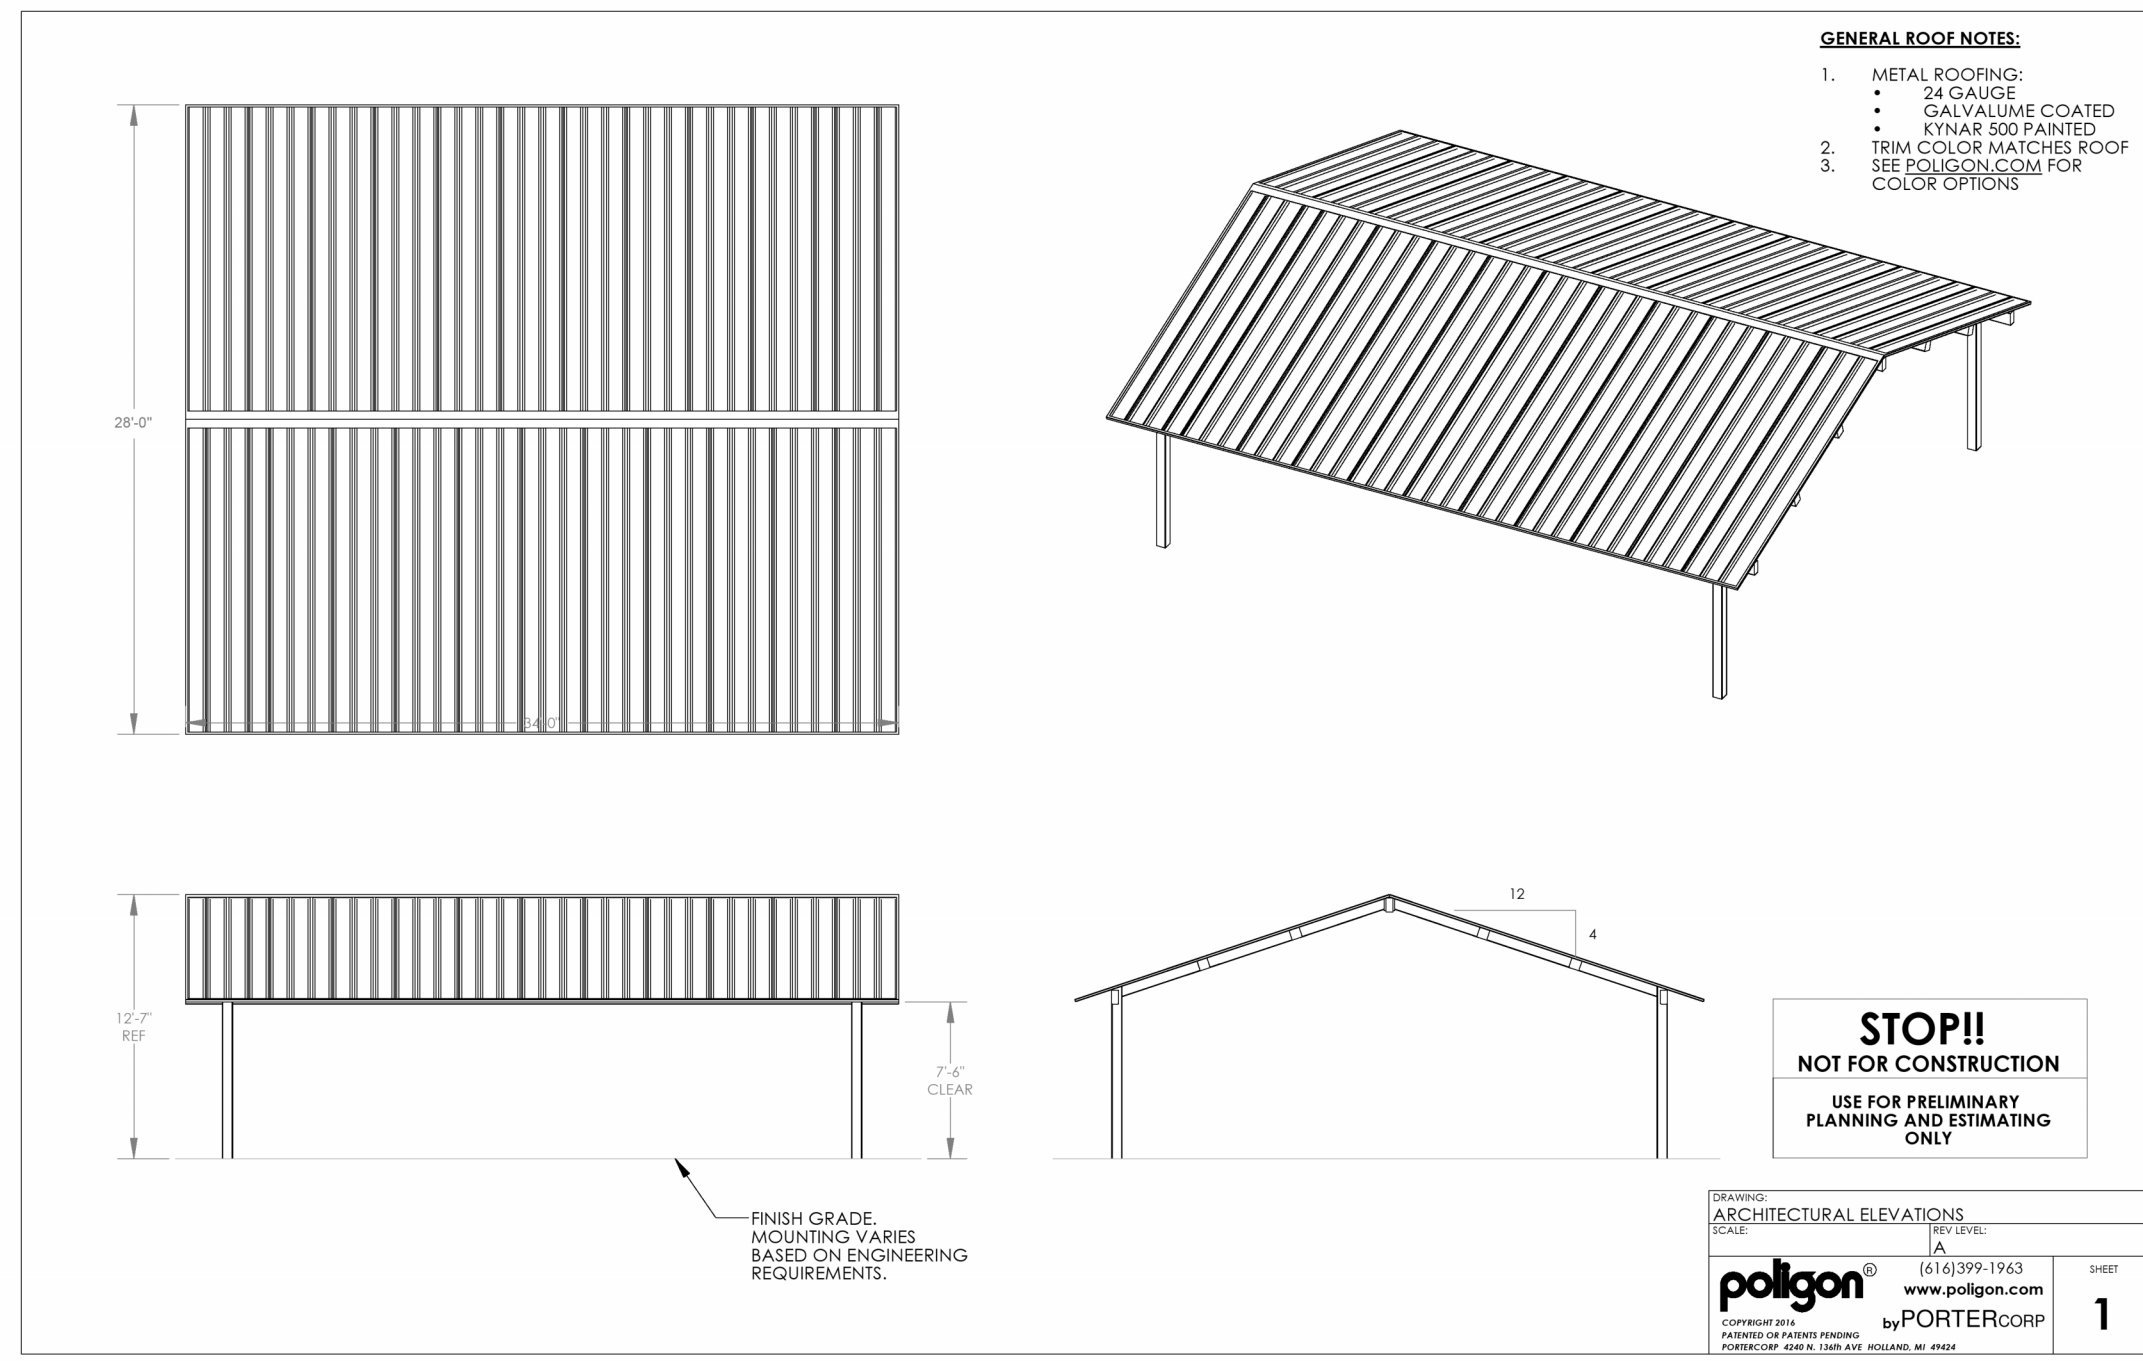 GENERAL ROOF NOTES:
1. METAL ROOFING:
• 24 GAUGE
• GALVALUME COATED
• KYNAR 500 PAINTED
2. TRIM COLOR MATCHES ROOF
3. SEE POLIGON.COM FOR
COLOR OPTIONS
28'-0"
34'-0"
12'-7"
REF
7'-6"
CLEAR
FINISH GRADE.
MOUNTING VARIES
BASED ON ENGINEERING
REQUIREMENTS.
12
4
STOP!!
NOT FOR CONSTRUCTION
USE FOR PRELIMINARY
PLANNING AND ESTIMATING
ONLY
DRAWING:
ARCHITECTURAL ELEVATIONS
SCALE:
REV LEVEL:
A
poligon®
(616)399-1963
www.poligon.com
by PORTERCORP
COPYRIGHT 2016
PATENTED OR PATENTS PENDING
PORTERCORP 4240 N. 136th AVE HOLLAND, MI 49424
SHEET
1